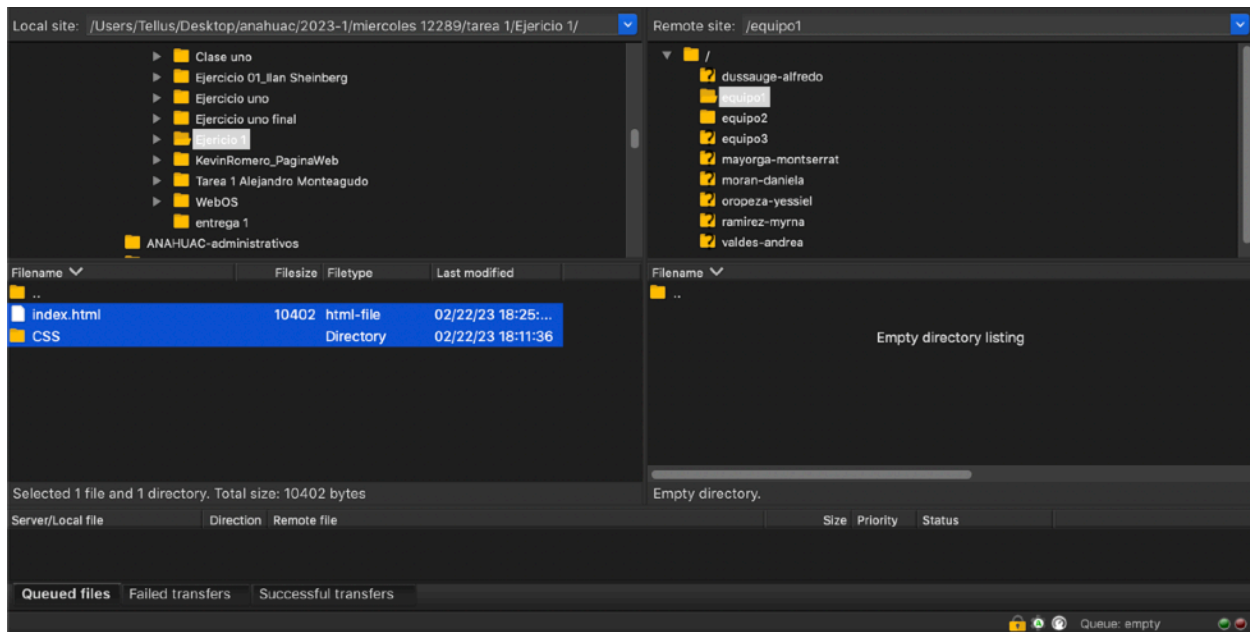 Local site: /Users/Tellus/Desktop/anahuac/2023-1/miercoles 12289/tarea 1/Ejericio 1/
Clase uno
Ejercicio 01_Ilan Sheinberg
Ejercicio uno
Ejercicio uno final
Ejericio 1
KevinRomero_PaginaWeb
Tarea 1 Alejandro Monteagudo
WebOS
entrega 1
ANAHUAC-administrativos
Remote site: /equipo1
/
dussauge-alfredo
equipo1
equipo2
equipo3
mayorga-montserrat
moran-daniela
oropeza-yessiel
ramirez-myrna
valdes-andrea
Filename Filesize Filetype Last modified
..
index.html 10402 html-file 02/22/23 18:25:...
CSS Directory 02/22/23 18:11:36
Selected 1 file and 1 directory. Total size: 10402 bytes
Filename
..
Empty directory listing
Empty directory.
Server/Local file Direction Remote file Size Priority Status
Queued files Failed transfers Successful transfers
Queue: empty